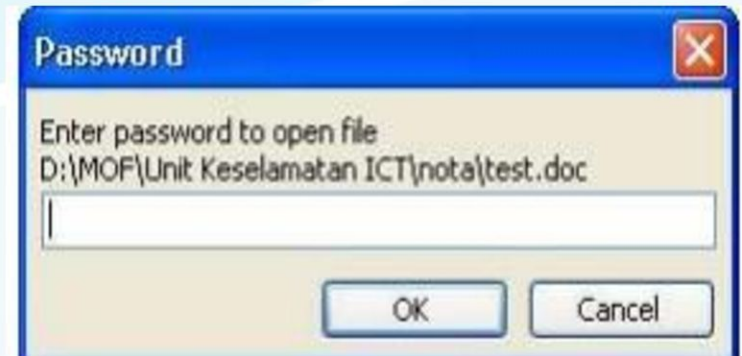 Password
Enter password to open file
D:\MOF\Unit Keselamatan ICT\nota\test.doc
OK
Cancel